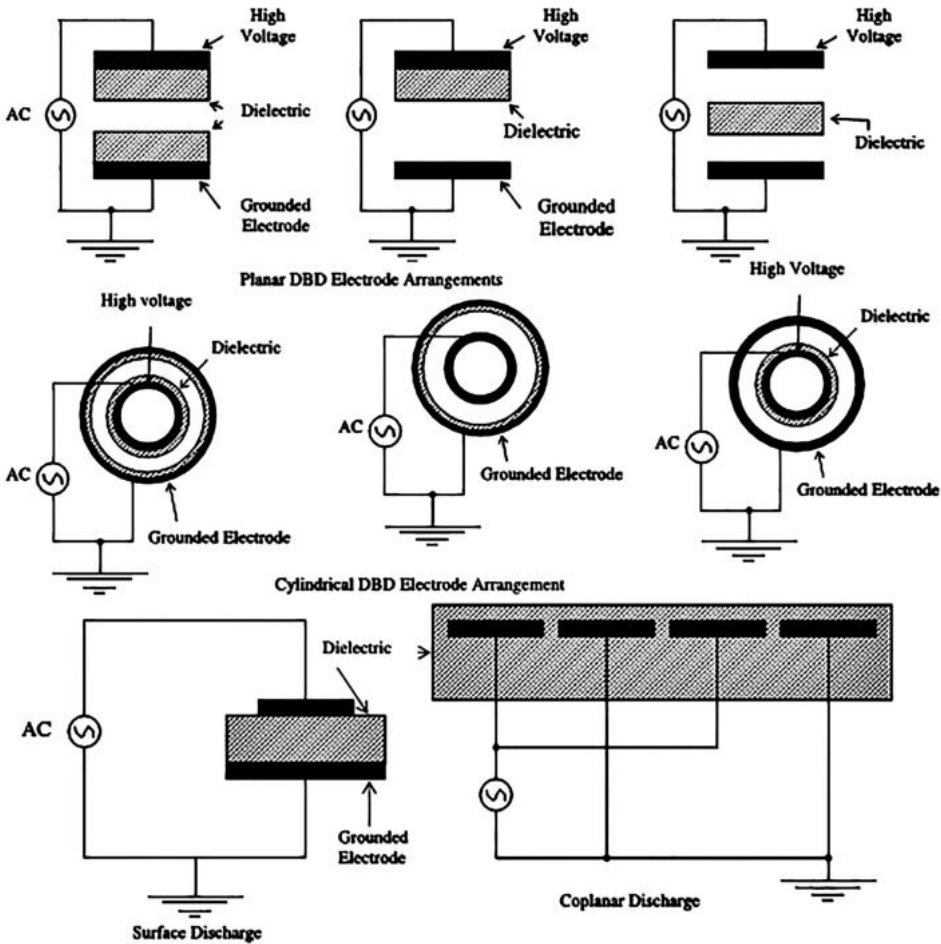 High
Voltage
AC
Dielectric
Grounded
Electrode
High
Voltage
Dielectric
Grounded
Electrode
High
Voltage
Dielectric
Planar DBD Electrode Arrangements
High voltage
Dielectric
AC
Grounded Electrode
AC
Grounded Electrode
High Voltage
Dielectric
AC
Grounded Electrode
Cylindrical DBD Electrode Arrangement
Dielectric
AC
Grounded
Electrode
Surface Discharge
Coplanar Discharge